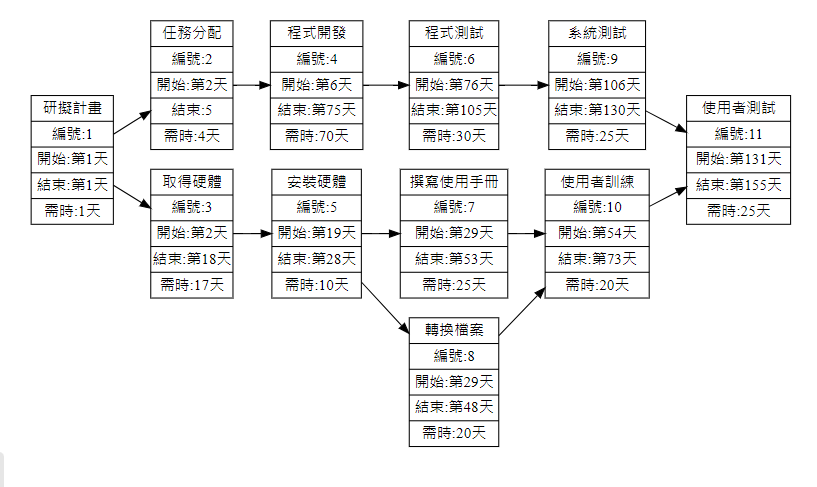 研擬計畫
編號:1
開始:第1天
結束:第1天
需時:1天
任務分配
編號:2
開始:第2天
結束:5
需時:4天
程式開發
編號:4
開始:第6天
結束:第75天
需時:70天
程式測試
編號:6
開始:第76天
結束:第105天
需時:30天
系統測試
編號:9
開始:第106天
結束:第130天
需時:25天
取得硬體
編號:3
開始:第2天
結束:第18天
需時:17天
安裝硬體
編號:5
開始:第19天
結束:第28天
需時:10天
撰寫使用手冊
編號:7
開始:第29天
結束:第53天
需時:25天
轉換檔案
編號:8
開始:第29天
結束:第48天
需時:20天
使用者訓練
編號:10
開始:第54天
結束:第73天
需時:20天
使用者測試
編號:11
開始:第131天
結束:第155天
需時:25天